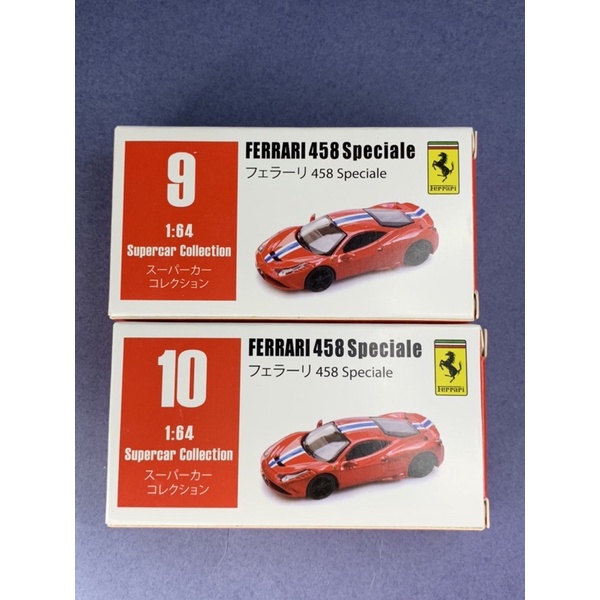 9
1:64
Supercar Collection
スーパーカー
コレクション
FERRARI 458 Speciale
フェラーリ 458 Speciale
Ferrari
10
1:64
Supercar Collection
スーパーカー
コレクション
FERRARI 458 Speciale
フェラーリ 458 Speciale
Ferrari